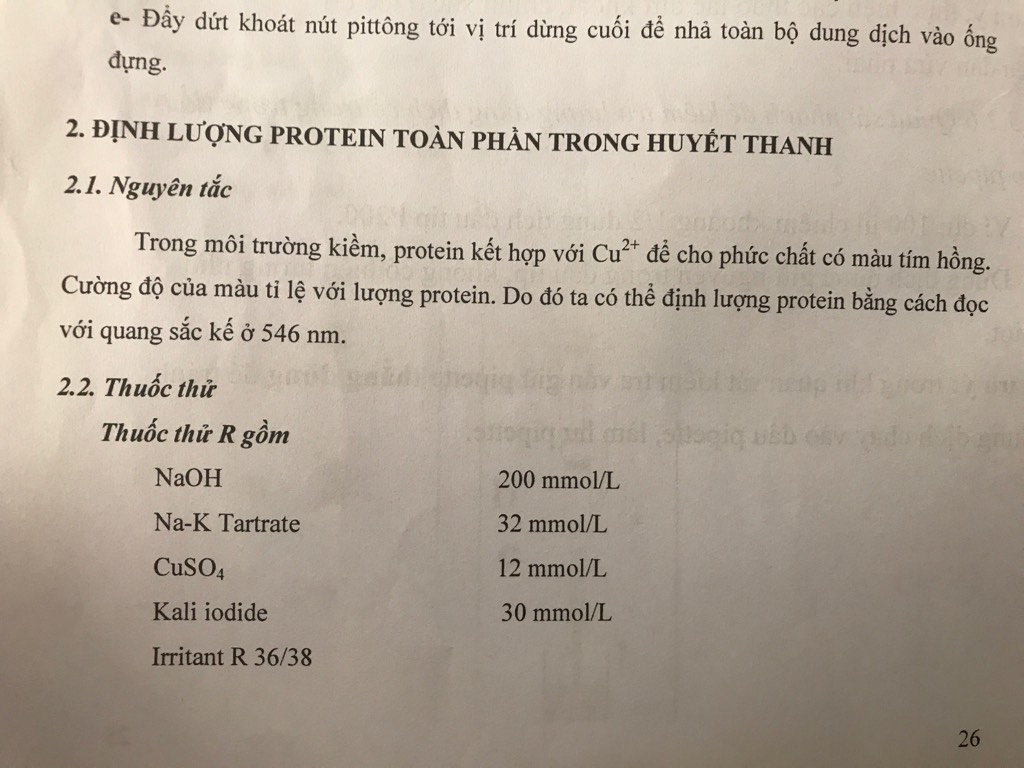 e- Đẩy dứt khoát nút pittông tới vị trí dừng cuối để nhả toàn bộ dung dịch vào ống
đựng.
2. ĐỊNH LƯỢNG PROTEIN TOÀN PHẦN TRONG HUYẾT THANH
2.1. Nguyên tắc
Trong môi trường kiềm, protein kết hợp với Cu²⁺ để cho phức chất có màu tím hồng.
Cường độ của màu tỉ lệ với lượng protein. Do đó ta có thể định lượng protein bằng cách đọc
với quang sắc kế ở 546 nm.
2.2. Thuốc thử
Thuốc thử R gồm
NaOH 200 mmol/L
Na-K Tartrate 32 mmol/L
CuSO₄ 12 mmol/L
Kali iodide 30 mmol/L
Irritant R 36/38
26